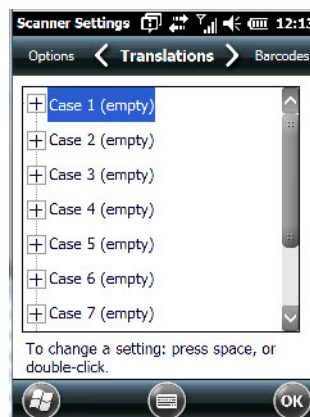 Scanner Settings 12:13
Options Translations Barcodes
Case 1 (empty)
Case 2 (empty)
Case 3 (empty)
Case 4 (empty)
Case 5 (empty)
Case 6 (empty)
Case 7 (empty)
To change a setting: press space, or
double-click.
OK